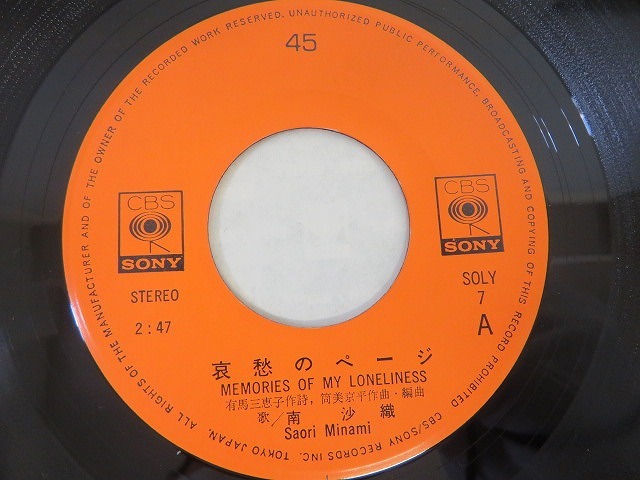 45
CBS
SONY
CBS
SONY
STEREO
2:47
SOLY
7
A
哀愁のページ
MEMORIES OF MY LONELINESS
有馬三恵子作詩, 筒美京平作曲・編曲
歌/南 沙織
Saori Minami
ALL RIGHTS OF THE MANUFACTURER AND OF THE OWNER OF THE RECORDED WORK RESERVED. UNAUTHORIZED PUBLIC PERFORMANCE, BROADCASTING AND COPYING OF THIS RECORD PROHIBITED
CBS/SONY RECORDS INC. TOKYO JAPAN.